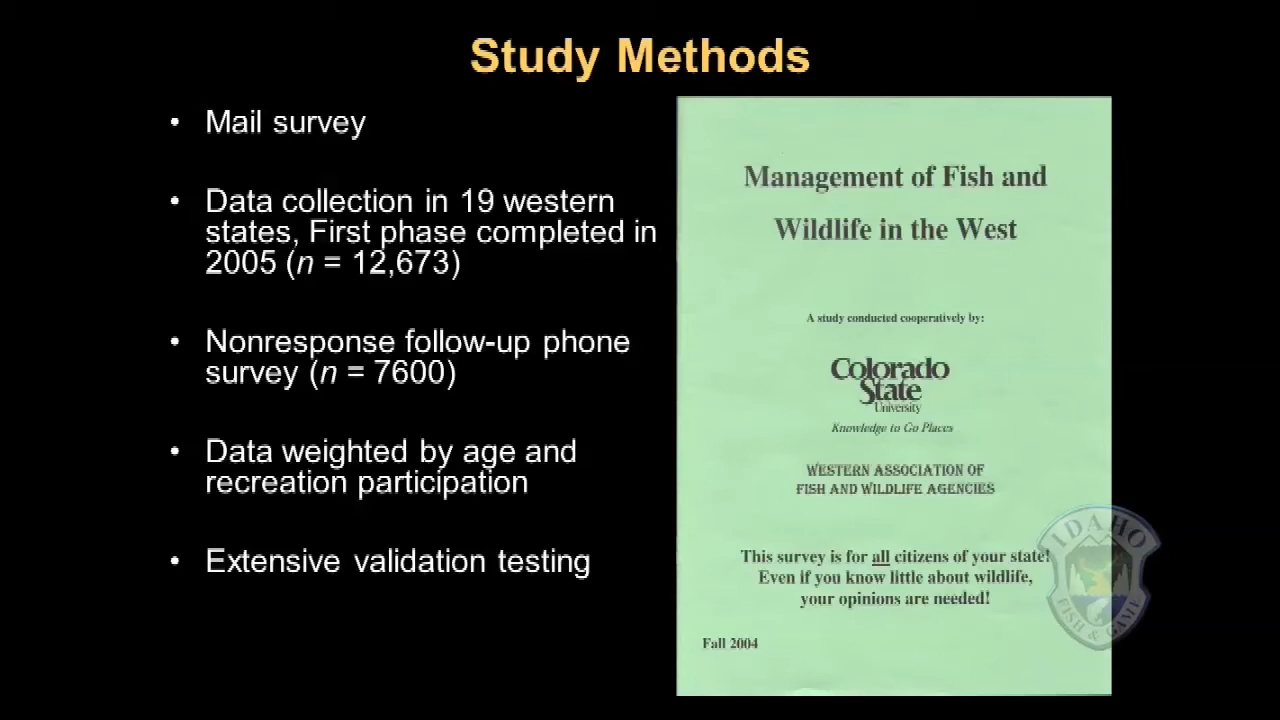 Study Methods
• Mail survey
• Data collection in 19 western
states, First phase completed in
2005 (n = 12,673)
• Nonresponse follow-up phone
survey (n = 7600)
• Data weighted by age and
recreation participation
• Extensive validation testing
Management of Fish and
Wildlife in the West
A study conducted cooperatively by:
Colorado
State
University
Knowledge to Go Places
WESTERN ASSOCIATION OF
FISH AND WILDLIFE AGENCIES
This survey is for all citizens of your state!
Even if you know little about wildlife,
your opinions are needed!
Fall 2004
IDAHO
FISH & GAME